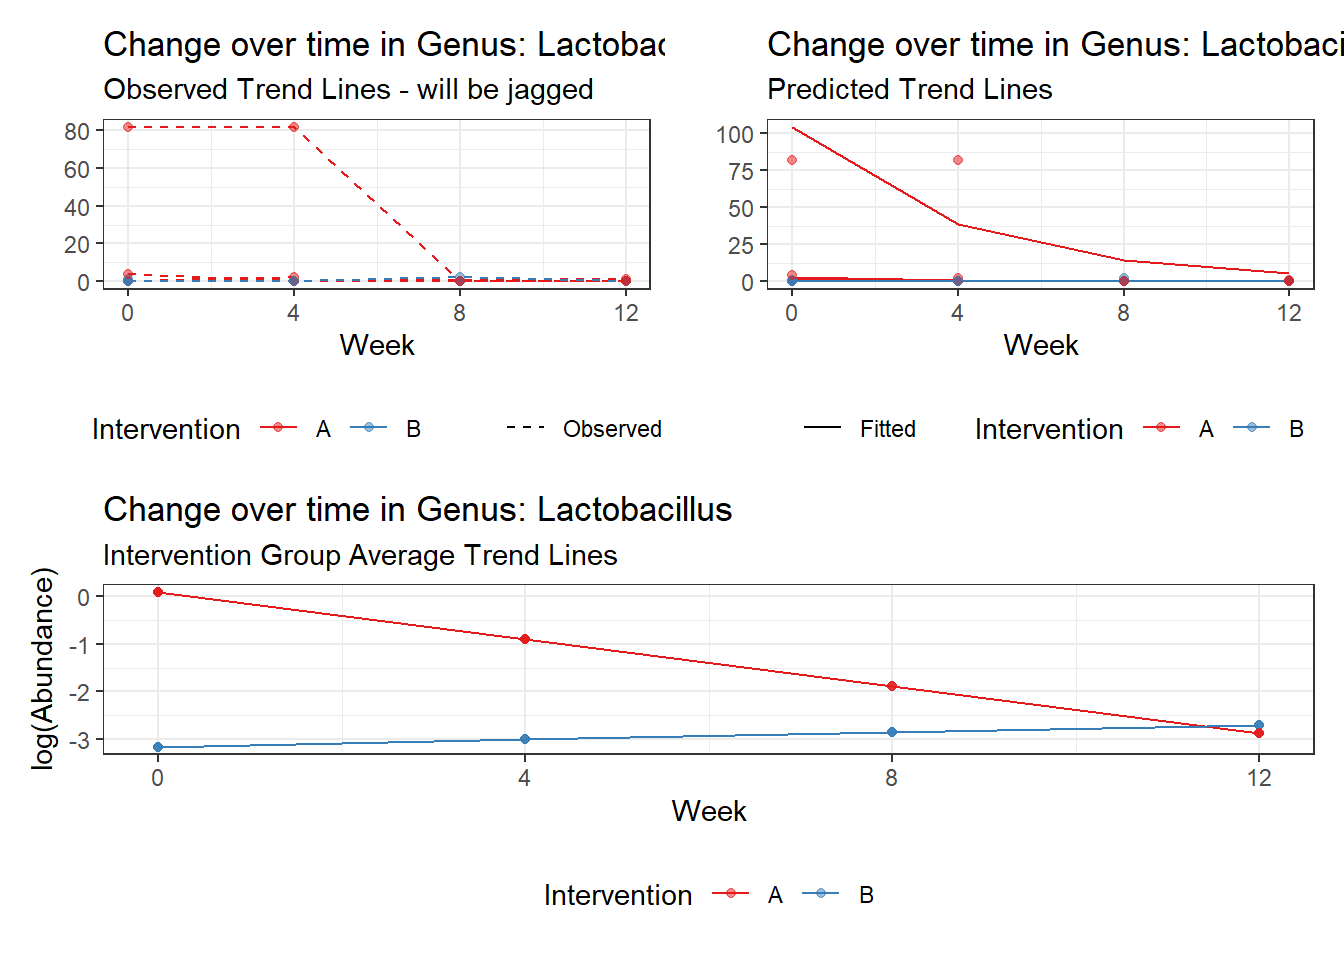 Change over time in Genus: Lactobac
Observed Trend Lines - will be jagged
80
60
40
20
0
0 4 8 12
Week
Intervention A B Observed
Change over time in Genus: Lactobaci
Predicted Trend Lines
100
75
50
25
0
0 4 8 12
Week
Fitted Intervention A B
Change over time in Genus: Lactobacillus
Intervention Group Average Trend Lines
log(Abundance)
0
-1
-2
-3
0 4 8 12
Week
Intervention A B